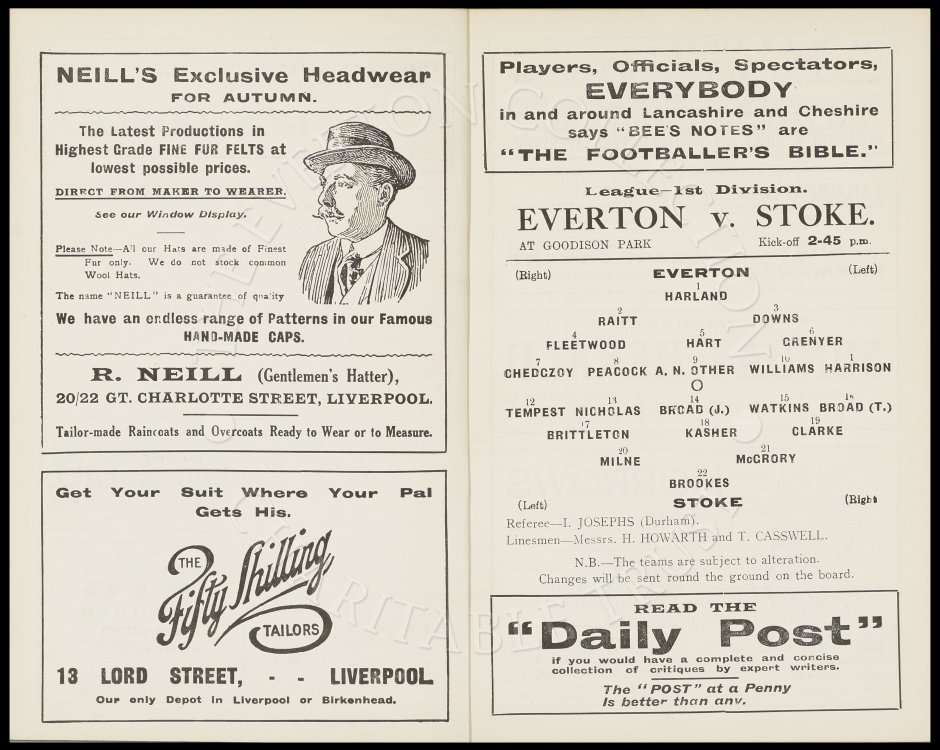 NEILL'S Exclusive Headwear
FOR AUTUMN.
The Latest Productions in
Highest Grade FINE FUR FELTS at
lowest possible prices.
DIRECT FROM MAKER TO WEARER.
See our Window Display.
Please Note—All our Hats are made of Finest
Fur only. We do not stock common
Wool Hats.
The name "NEILL" is a guarantee of quality
We have an endless range of Patterns in our Famous
HAND-MADE CAPS.
R. NEILL (Gentlemen's Hatter),
20/22 GT. CHARLOTTE STREET, LIVERPOOL.
Tailor-made Raincoats and Overcoats Ready to Wear or to Measure.
Get Your Suit Where Your Pal
Gets His.
THE
Fifty Shilling
TAILORS
13 LORD STREET, - - LIVERPOOL
Our only Depot in Liverpool or Birkenhead.
Players, Officials, Spectators,
EVERYBODY
in and around Lancashire and Cheshire
says "BEE'S NOTES" are
"THE FOOTBALLER'S BIBLE."
League—1st Division.
EVERTON v. STOKE.
AT GOODISON PARK Kick-off 2-45 p.m.
(Right) EVERTON (Left)
1
HARLAND
2 3
RAITT DOWNS
4 5 6
FLEETWOOD HART GRENYER
7 8 9 10 1
CHEDGZOY PEACOCK A. N. OTHER WILLIAMS HARRISON
O
12 13 14 15 16
TEMPEST NICHOLAS BROAD (J.) WATKINS BROAD (T.)
17 18 19
BRITTLETON KASHER CLARKE
20 21
MILNE McGRORY
22
BROOKES
(Left) STOKE (Right)
Referee—I. JOSEPHS (Durham).
Linesmen—Messrs. H. HOWARTH and T. CASSWELL.
N.B.—The teams are subject to alteration.
Changes will be sent round the ground on the board.
READ THE
"Daily Post"
if you would have a complete and concise
collection of critiques by expert writers.
The "POST" at a Penny
Is better than any.
EVERTON COLLECTION CHARITABLE TRUST